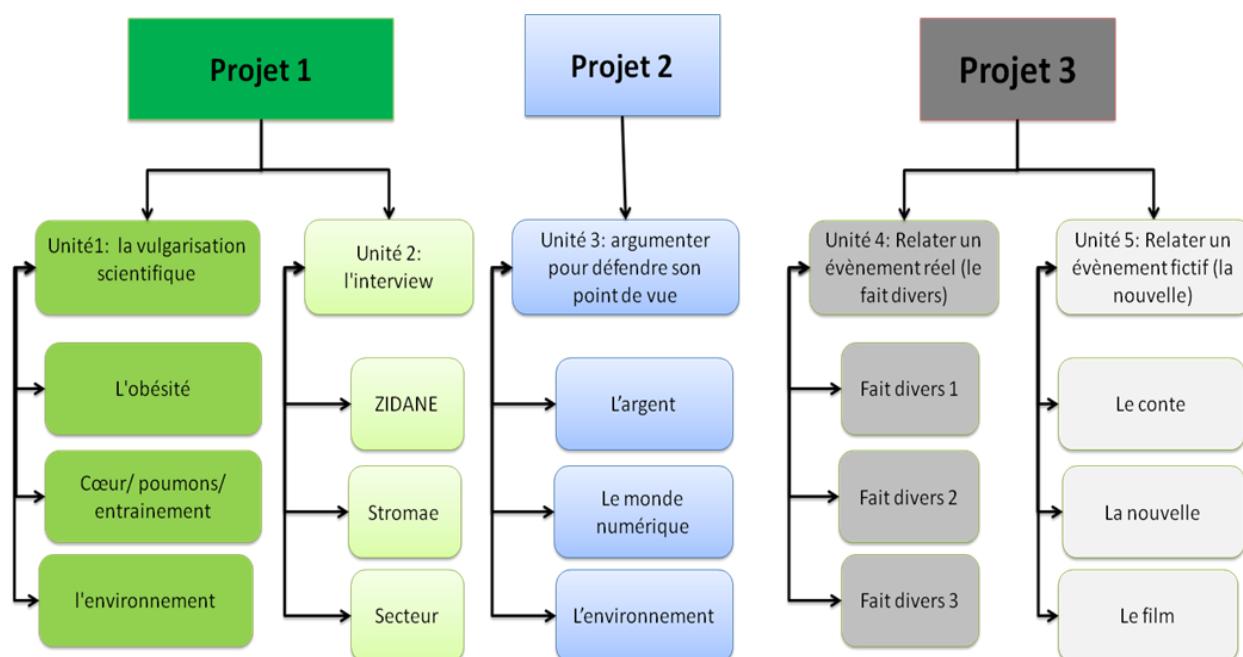 Projet 1
Projet 2
Projet 3
Unité1:  la vulgarisation
scientifique
Unité 2:
l'interview
Unité 3: argumenter
pour défendre son
point de vue
Unité 4: Relater un
évènement réel (le
fait divers)
Unité 5: Relater un
évènement fictif (la
nouvelle)
L'obésité
ZIDANE
L’argent
Fait divers 1
Le conte
Cœur/ poumons/
entrainement
Stromae
Le monde
numérique
Fait divers 2
La nouvelle
l'environnement
Secteur
L’environnement
Fait divers 3
Le film